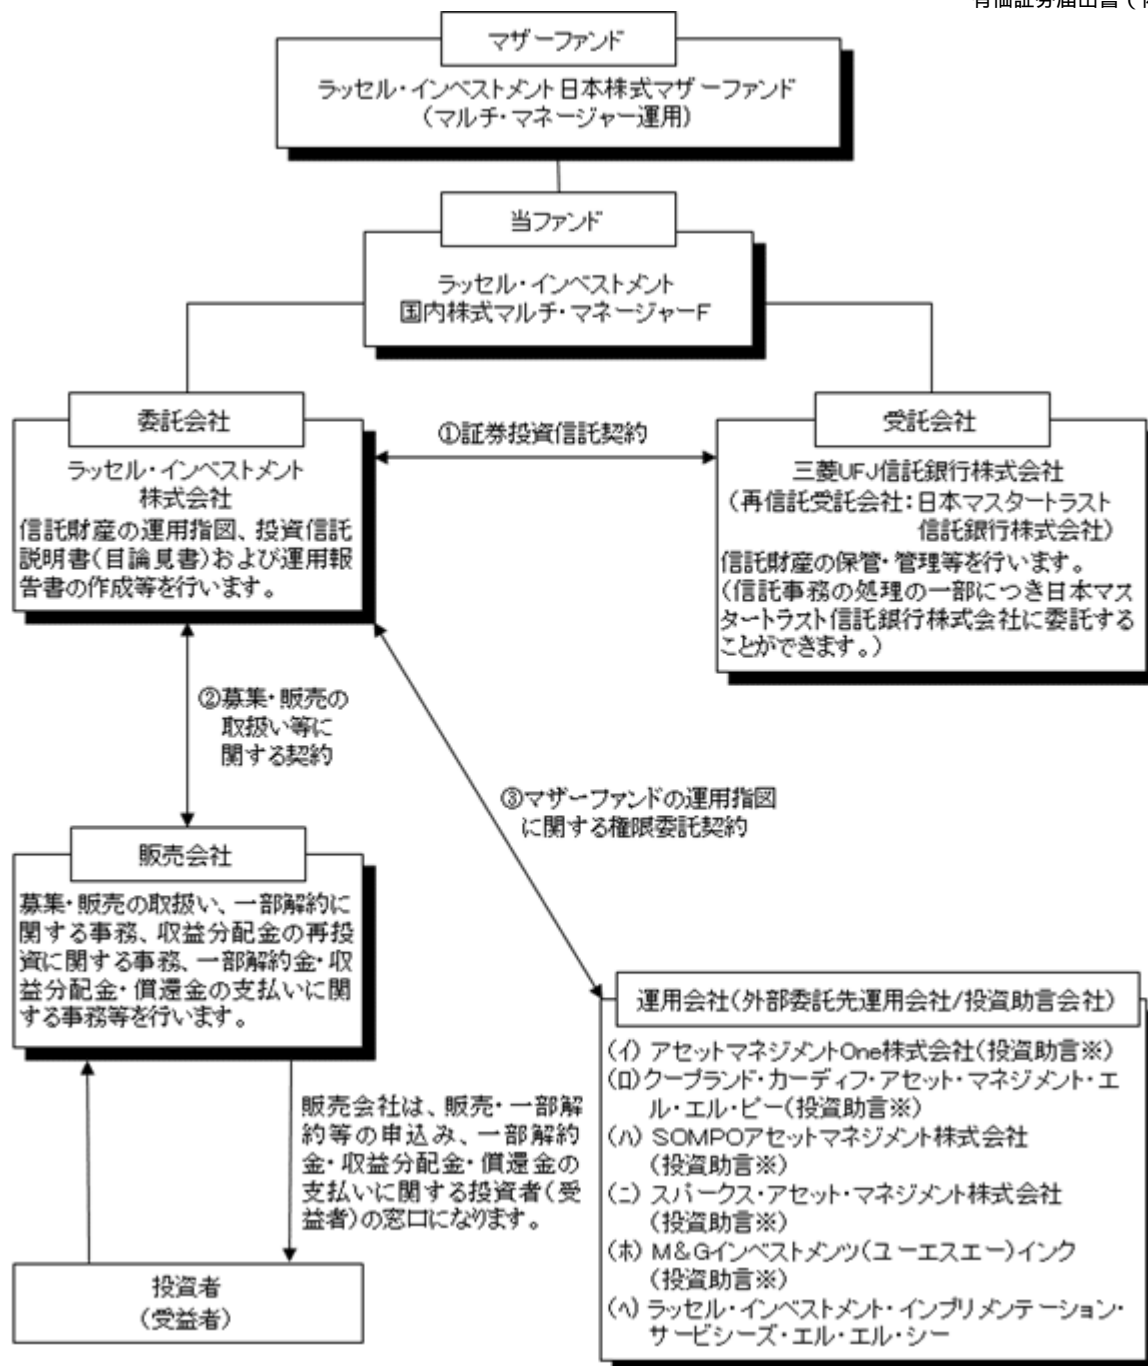 マザーファンド
ラッセル・インベストメント日本株式マザーファンド
(マルチ・マネージャー運用)
当ファンド
ラッセル・インベストメント
国内株式マルチ・マネージャーF
委託会社
ラッセル・インベストメント
株式会社
信託財産の運用指図、投資信託
説明書(目論見書)および運用報
告書の作成等を行います。
①証券投資信託契約
受託会社
三菱UFJ信託銀行株式会社
(再信託受託会社:日本マスタートラスト
信託銀行株式会社)
信託財産の保管・管理等を行います。
(信託事務の処理の一部につき日本マス
タートラスト信託銀行株式会社に委託する
ことができます。)
②募集・販売の
取扱い等に
関する契約
③マザーファンドの運用指図
に関する権限委託契約
販売会社
募集・販売の取扱い、一部解約に
関する事務、収益分配金の再投
資に関する事務、一部解約金・収
益分配金・償還金の支払いに関
する事務等を行います。
販売会社は、販売・一部解
約等の申込み、一部解約
金・収益分配金・償還金の
支払いに関する投資者(受
益者)の窓口になります。
投資者
(受益者)
運用会社(外部委託先運用会社/投資助言会社)
(イ) アセットマネジメントOne株式会社(投資助言※)
(ロ)クープランド・カーディフ・アセット・マネジメント・エ
ル・エル・ピー(投資助言※)
(ハ) SOMPOアセットマネジメント株式会社
(投資助言※)
(ニ) スパークス・アセット・マネジメント株式会社
(投資助言※)
(ホ) M&Gインベストメンツ(ユーエスエー)インク
(投資助言※)
(ヘ) ラッセル・インベストメント・インプリメンテーション・
サービシーズ・エル・エル・シー